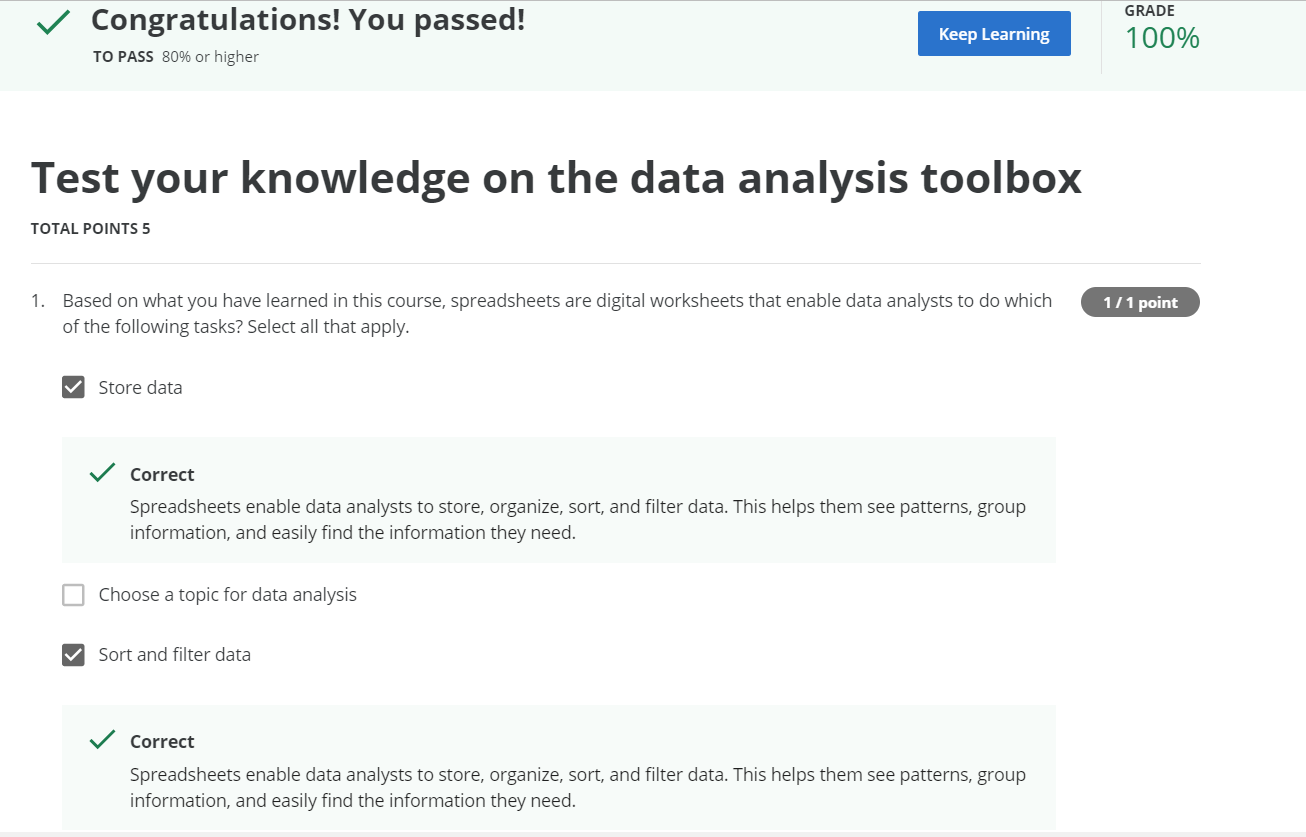 Congratulations! You passed!
TO PASS 80% or higher
Keep Learning
GRADE
100%
Test your knowledge on the data analysis toolbox
TOTAL POINTS 5
1. Based on what you have learned in this course, spreadsheets are digital worksheets that enable data analysts to do which
of the following tasks? Select all that apply.
1 / 1 point
Store data
Correct
Spreadsheets enable data analysts to store, organize, sort, and filter data. This helps them see patterns, group
information, and easily find the information they need.
Choose a topic for data analysis
Sort and filter data
Correct
Spreadsheets enable data analysts to store, organize, sort, and filter data. This helps them see patterns, group
information, and easily find the information they need.